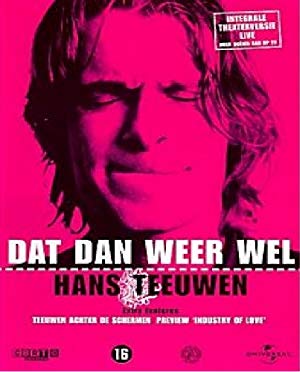 INTEGRALE
THEATERVERSIE
LIVE
DAT DAN WEER WEL
HANS TEEUWEN
Extra Features
TEEUWEN ACHTER DE SCHERMEN PREVIEW 'INDUSTRY OF LOVE'
16
UNIVERSAL